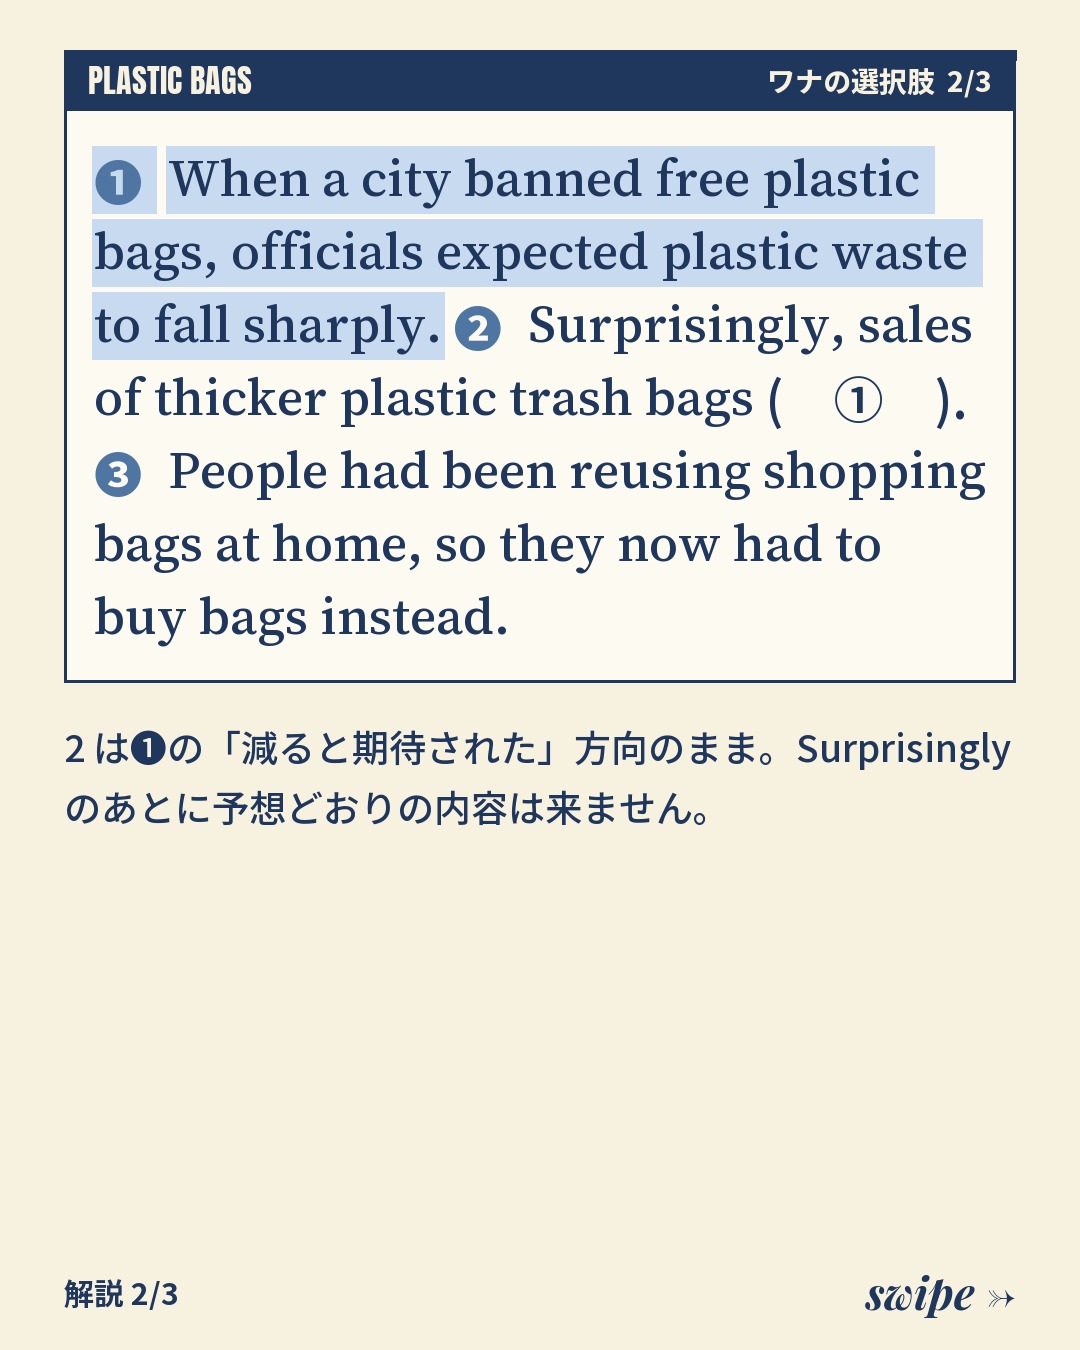 PLASTIC BAGS
ワナの選択肢 2/3
❶ When a city banned free plastic
bags, officials expected plastic waste
to fall sharply. ❷ Surprisingly, sales
of thicker plastic trash bags ( ① ).
❸ People had been reusing shopping
bags at home, so they now had to
buy bags instead.
2 は❶の「減ると期待された」方向のまま。Surprisingly
のあとに予想どおりの内容は来ません。
解説 2/3
swipe